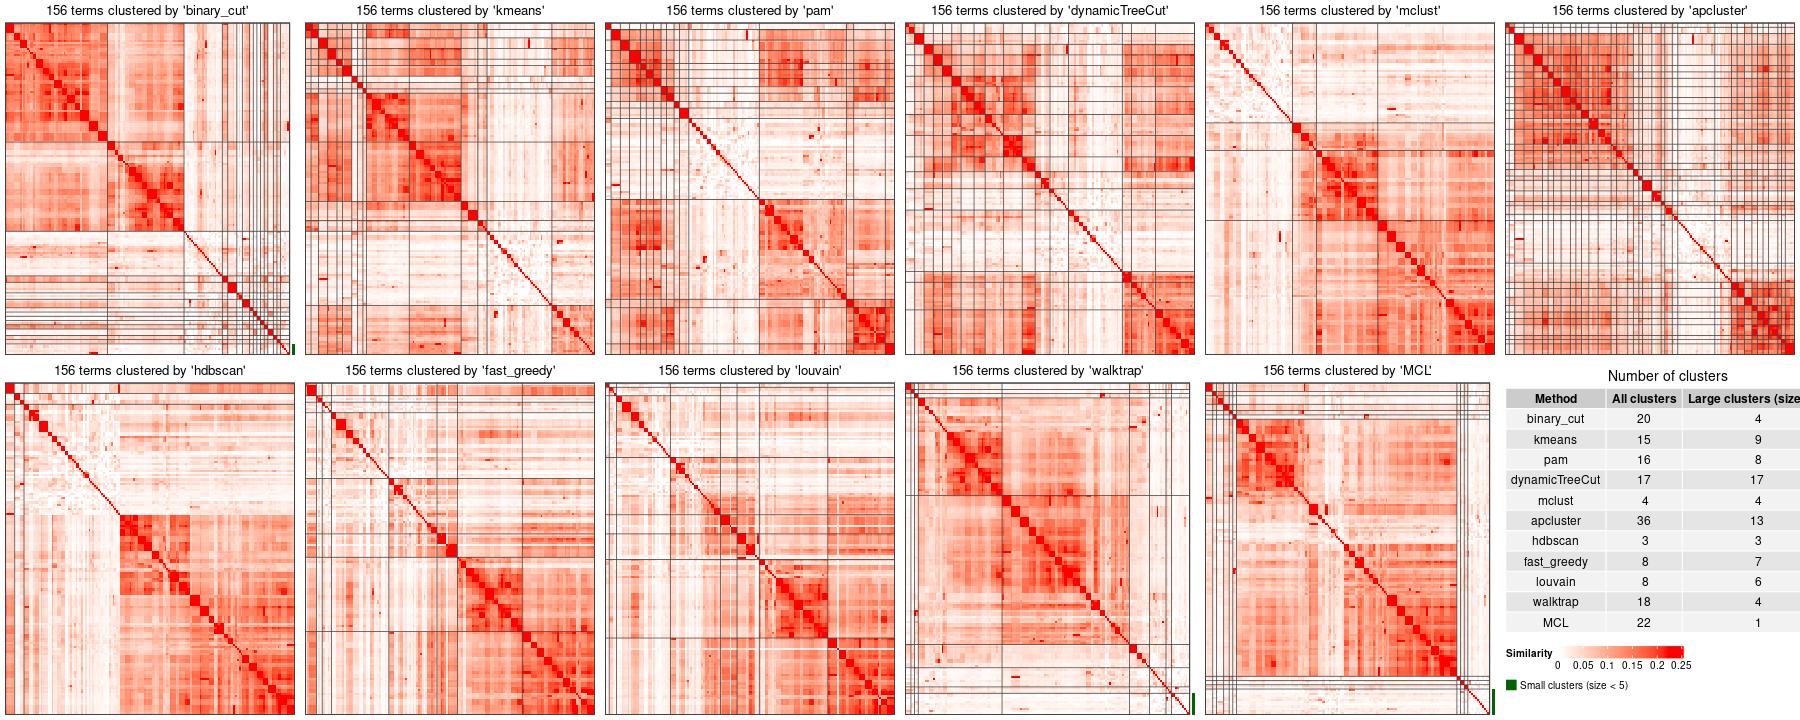 156 terms clustered by 'binary_cut'
156 terms clustered by 'kmeans'
156 terms clustered by 'pam'
156 terms clustered by 'dynamicTreeCut'
156 terms clustered by 'mclust'
156 terms clustered by 'apcluster'
156 terms clustered by 'hdbscan'
156 terms clustered by 'fast_greedy'
156 terms clustered by 'louvain'
156 terms clustered by 'walktrap'
156 terms clustered by 'MCL'
Number of clusters
Method All clusters Large clusters (size
binary_cut 20 4
kmeans 15 9
pam 16 8
dynamicTreeCut 17 17
mclust 4 4
apcluster 36 13
hdbscan 3 3
fast_greedy 8 7
louvain 8 6
walktrap 18 4
MCL 22 1
Similarity
0 0.05 0.1 0.15 0.2 0.25
Small clusters (size < 5)